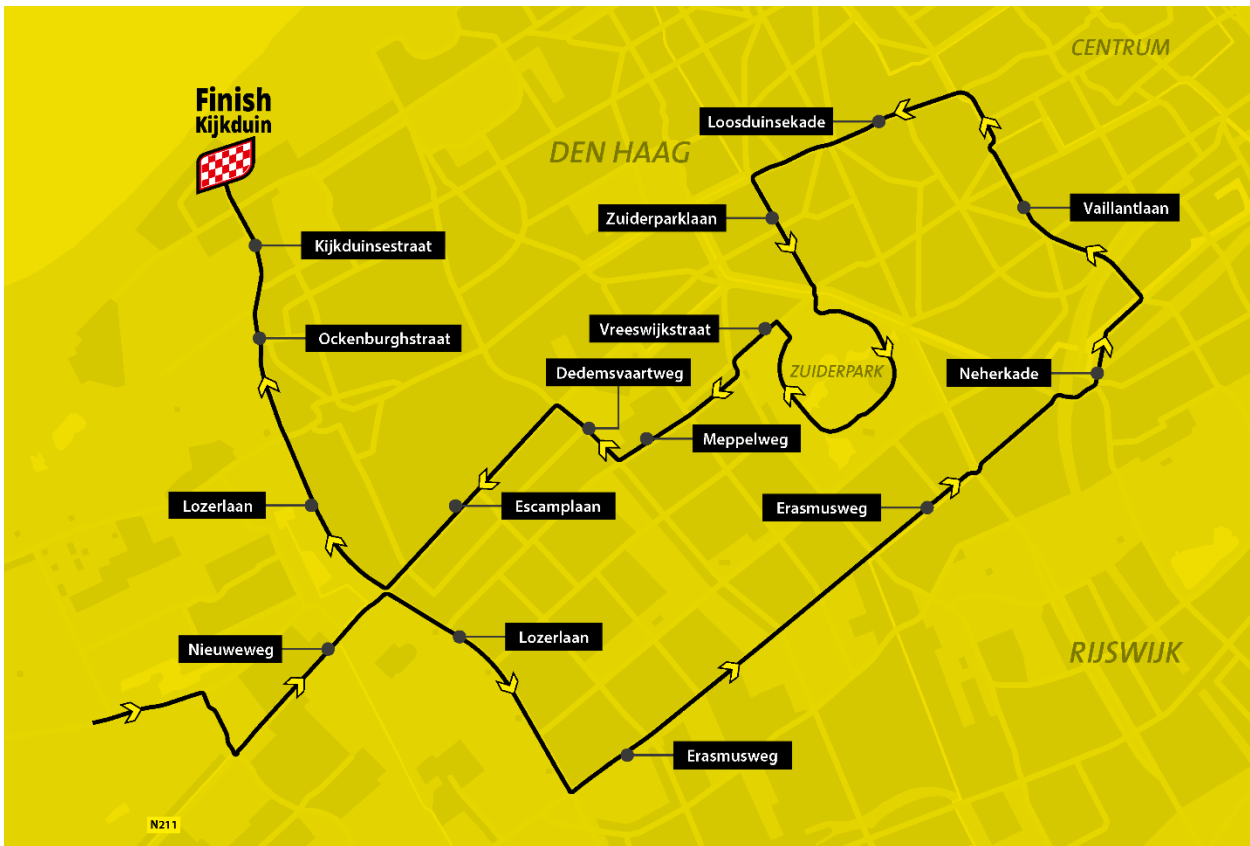 CENTRUM
Finish
Kijkduin
Loosduinsekade
DEN HAAG
Vaillantlaan
Zuiderparklaan
Kijkduinsestraat
Vreeswijkstraat
Ockenburghstraat
Dedemsvaartweg
ZUIDERPARK
Neherkade
Meppelweg
Lozerlaan
Escamplaan
Erasmusweg
Lozerlaan
Nieuweweg
RIJSWIJK
Erasmusweg
N211